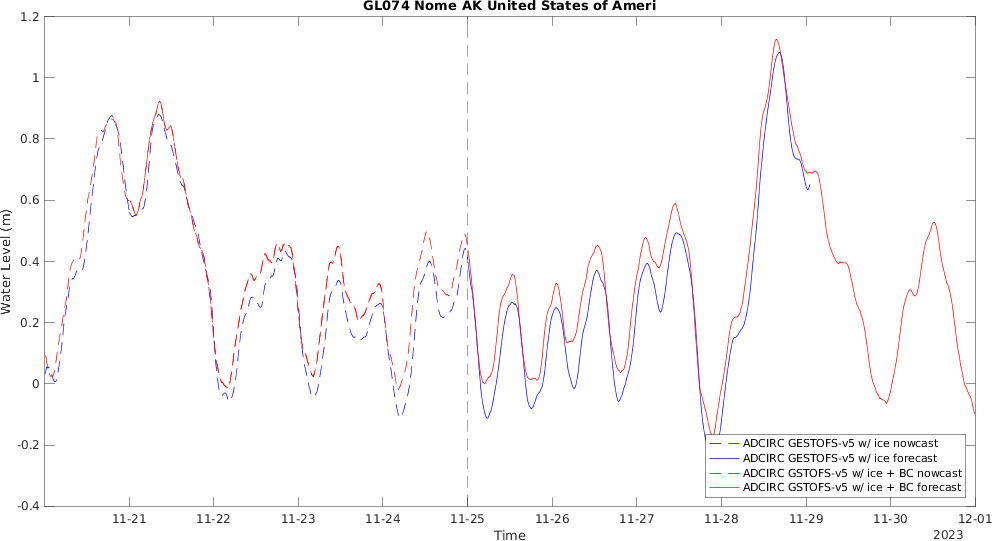 GL074 Nome AK United States of Ameri
1.2
1
0.8
0.6
0.4
0.2
0
-0.2
-0.4
Water Level (m)
ADCIRC GESTOFS-v5 w/ ice nowcast
ADCIRC GESTOFS-v5 w/ ice forecast
ADCIRC GSTOFS-v5 w/ ice + BC nowcast
ADCIRC GSTOFS-v5 w/ ice + BC forecast
11-21 11-22 11-23 11-24 11-25 11-26 11-27 11-28 11-29 11-30 12-01
Time
2023